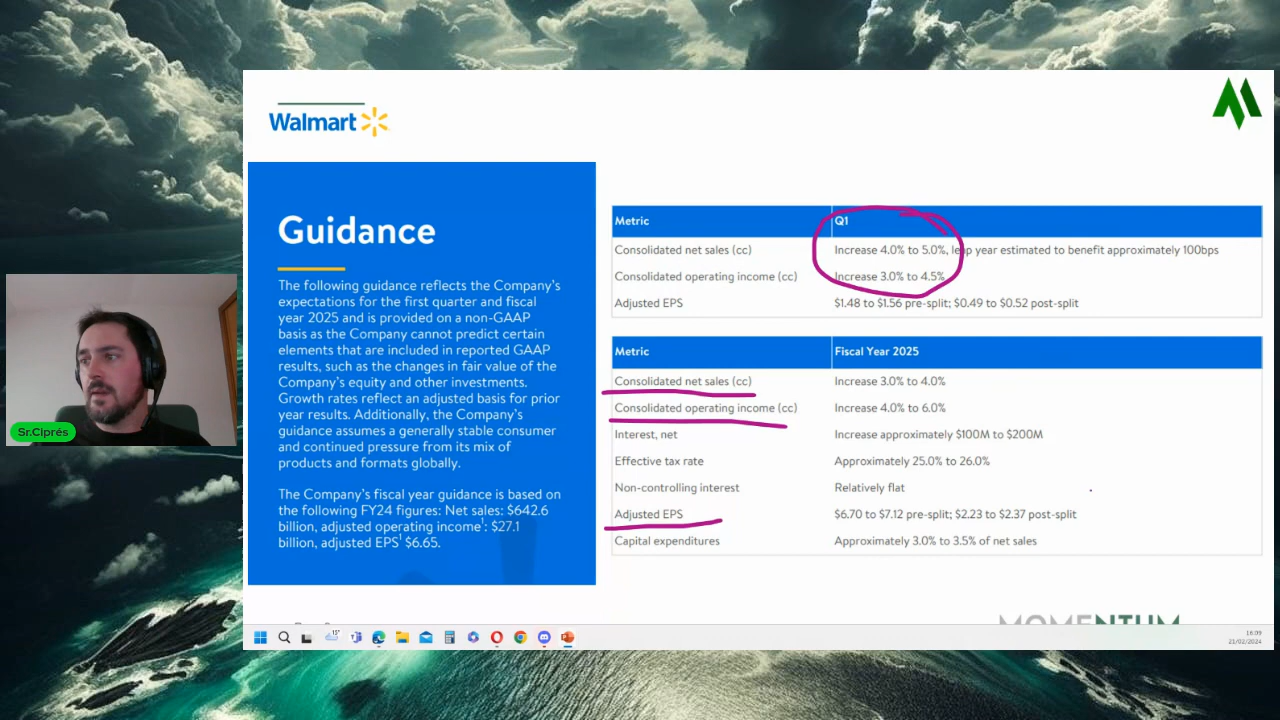 Walmart
Guidance
The following guidance reflects the Company's
expectations for the first quarter and fiscal
year 2025 and is provided on a non-GAAP
basis as the Company cannot predict certain
elements that are included in reported GAAP
results, such as the changes in fair value of the
Company's equity and other investments.
Growth rates reflect an adjusted basis for prior
year results. Additionally, the Company's
guidance assumes a generally stable consumer
and continued pressure from its mix of
products and formats globally.
The Company's fiscal year guidance is based on
the following FY24 figures: Net sales: $642.6
billion, adjusted operating income¹: $27.1
billion, adjusted EPS¹ $6.65.
Metric Q1
Consolidated net sales (cc) Increase 4.0% to 5.0%, leap year estimated to benefit approximately 100bps
Consolidated operating income (cc) Increase 3.0% to 4.5%
Adjusted EPS $1.48 to $1.56 pre-split; $0.49 to $0.52 post-split
Metric Fiscal Year 2025
Consolidated net sales (cc) Increase 3.0% to 4.0%
Consolidated operating income (cc) Increase 4.0% to 6.0%
Interest, net Increase approximately $100M to $200M
Effective tax rate Approximately 25.0% to 26.0%
Non-controlling interest Relatively flat
Adjusted EPS $6.70 to $7.12 pre-split; $2.23 to $2.37 post-split
Capital expenditures Approximately 3.0% to 3.5% of net sales
Sr.Ciprés
MOMENTUM
15°
16:09
21/02/2024